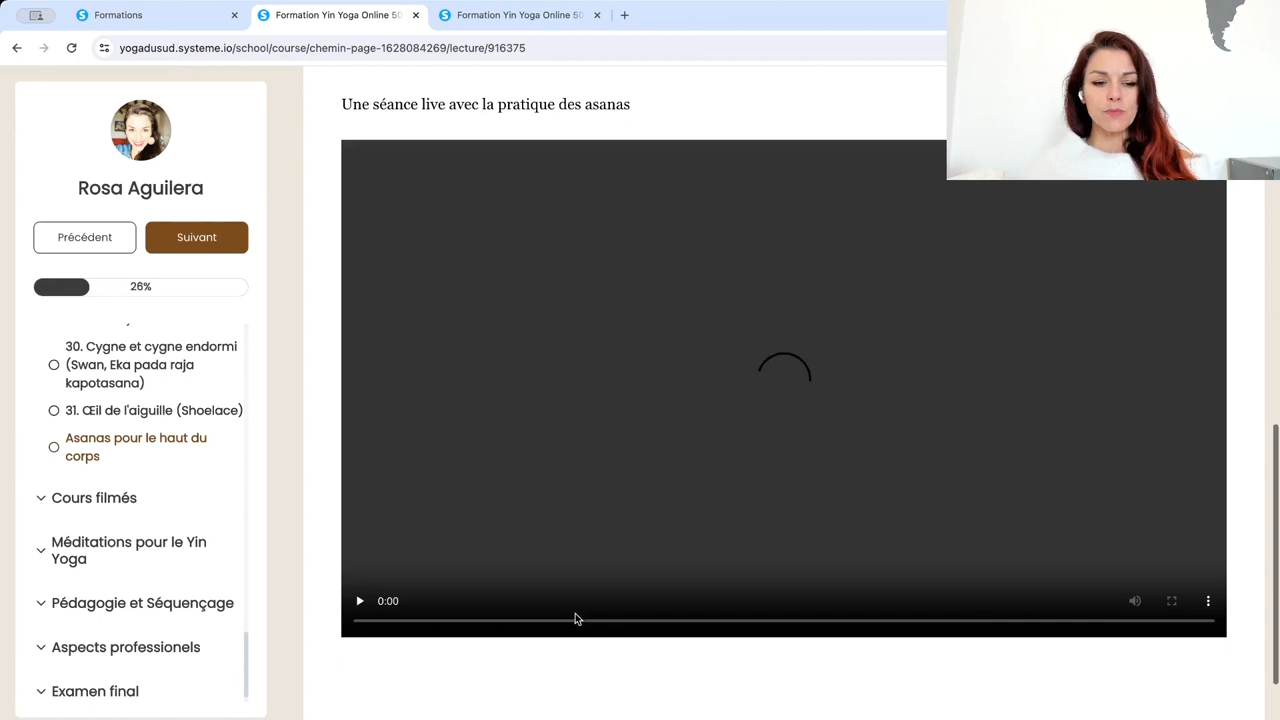 Formations
Formation Yin Yoga Online 50
Formation Yin Yoga Online 50
yogadusud.systeme.io/school/course/chemin-page-1628084269/lecture/916375
Rosa Aguilera
Précédent
Suivant
26%
30. Cygne et cygne endormi
(Swan, Eka pada raja
kapotasana)
31. Œil de l'aiguille (Shoelace)
Asanas pour le haut du
corps
Cours filmés
Méditations pour le Yin
Yoga
Pédagogie et Séquençage
Aspects professionels
Examen final
Une séance live avec la pratique des asanas
0:00